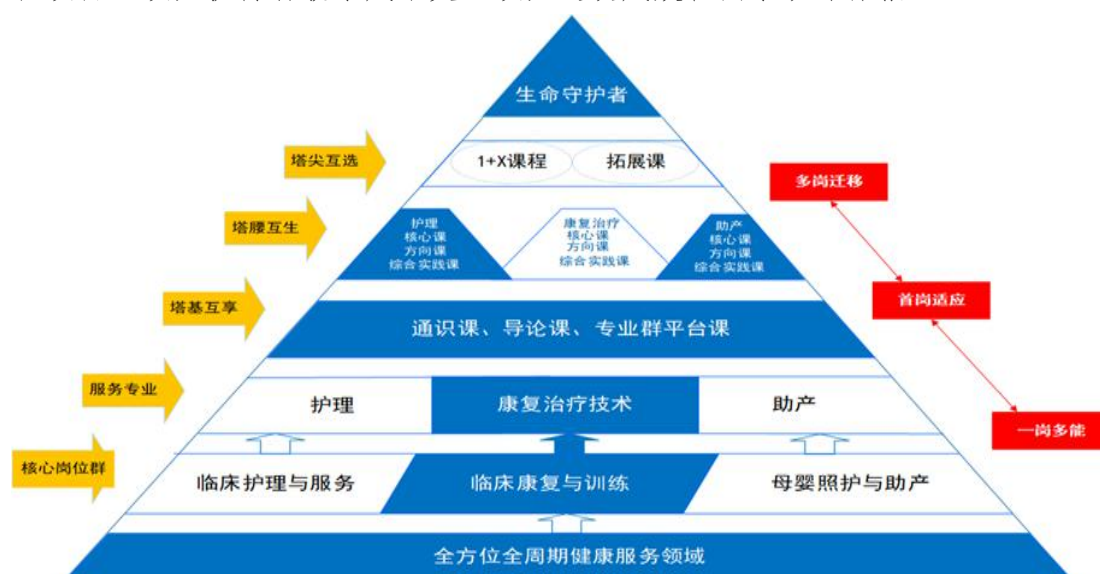 生命守护者
塔尖互选
1+X课程
拓展课
多岗迁移
塔腰互生
护理
核心课
方向课
综合实践课
康复治疗
核心课
方向课
综合实践课
助产
核心课
方向课
综合实践课
首岗适应
塔基互享
通识课、导论课、专业群平台课
服务专业
护理
康复治疗技术
助产
一岗多能
核心岗位群
临床护理与服务
临床康复与训练
母婴照护与助产
全方位全周期健康服务领域